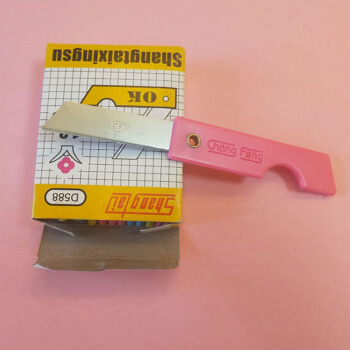 Shangtaixingsu
OK
Chang Feng
Shangtai
D588